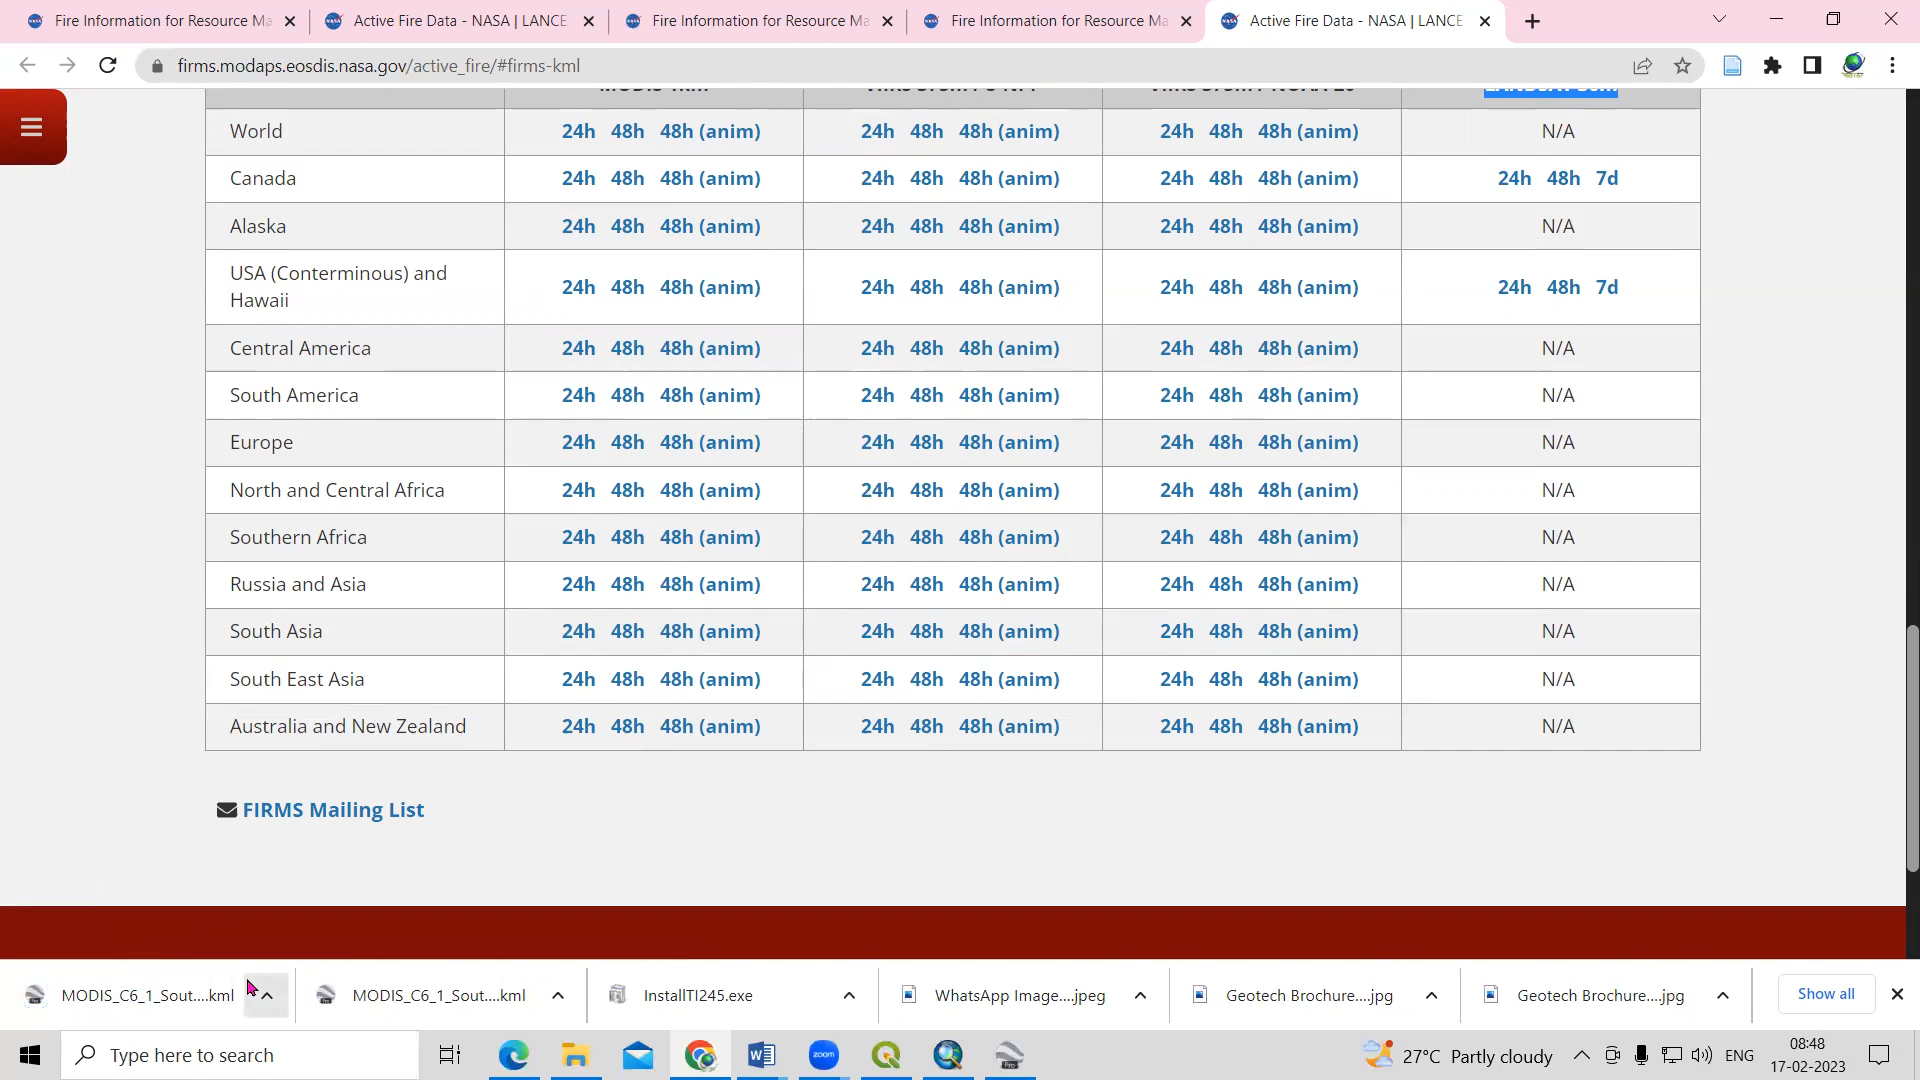 Fire Information for Resource Ma
Active Fire Data - NASA | LANCE
Fire Information for Resource Ma
Fire Information for Resource Ma
Active Fire Data - NASA | LANCE
firms.modaps.eosdis.nasa.gov/active_fire/#firms-kml
World 24h 48h 48h (anim) 24h 48h 48h (anim) 24h 48h 48h (anim) N/A
Canada 24h 48h 48h (anim) 24h 48h 48h (anim) 24h 48h 48h (anim) 24h 48h 7d
Alaska 24h 48h 48h (anim) 24h 48h 48h (anim) 24h 48h 48h (anim) N/A
USA (Conterminous) and
Hawaii
24h 48h 48h (anim) 24h 48h 48h (anim) 24h 48h 48h (anim) 24h 48h 7d
Central America 24h 48h 48h (anim) 24h 48h 48h (anim) 24h 48h 48h (anim) N/A
South America 24h 48h 48h (anim) 24h 48h 48h (anim) 24h 48h 48h (anim) N/A
Europe 24h 48h 48h (anim) 24h 48h 48h (anim) 24h 48h 48h (anim) N/A
North and Central Africa 24h 48h 48h (anim) 24h 48h 48h (anim) 24h 48h 48h (anim) N/A
Southern Africa 24h 48h 48h (anim) 24h 48h 48h (anim) 24h 48h 48h (anim) N/A
Russia and Asia 24h 48h 48h (anim) 24h 48h 48h (anim) 24h 48h 48h (anim) N/A
South Asia 24h 48h 48h (anim) 24h 48h 48h (anim) 24h 48h 48h (anim) N/A
South East Asia 24h 48h 48h (anim) 24h 48h 48h (anim) 24h 48h 48h (anim) N/A
Australia and New Zealand 24h 48h 48h (anim) 24h 48h 48h (anim) 24h 48h 48h (anim) N/A
FIRMS Mailing List
MODIS_C6_1_Sout....kml
MODIS_C6_1_Sout....kml
InstallTI245.exe
WhatsApp Image....jpeg
Geotech Brochure....jpg
Geotech Brochure....jpg
Show all
Type here to search
zoom
Pro
27°C Partly cloudy
ENG
08:48
17-02-2023